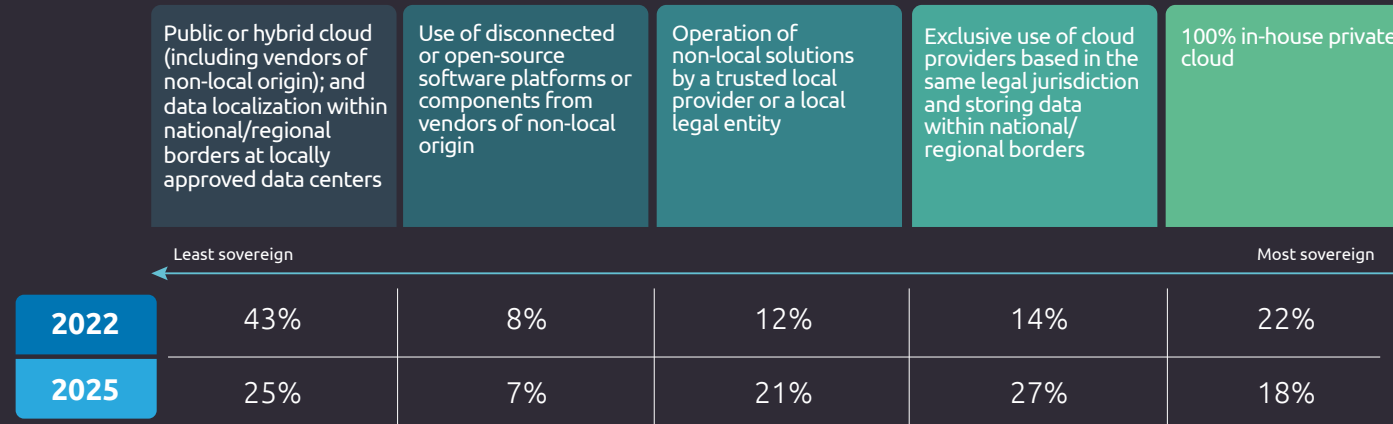 Public or hybrid cloud
(including vendors of
non-local origin); and
data localization within
national/regional
borders at locally
approved data centers
Use of disconnected
or open-source
software platforms or
components from
vendors of non-local
origin
Operation of
non-local solutions
by a trusted local
provider or a local
legal entity
Exclusive use of cloud
providers based in the
same legal jurisdiction
and storing data
within national/
regional borders
100% in-house private
cloud
Least sovereign
Most sovereign
2022
43%
8%
12%
14%
22%
2025
25%
7%
21%
27%
18%